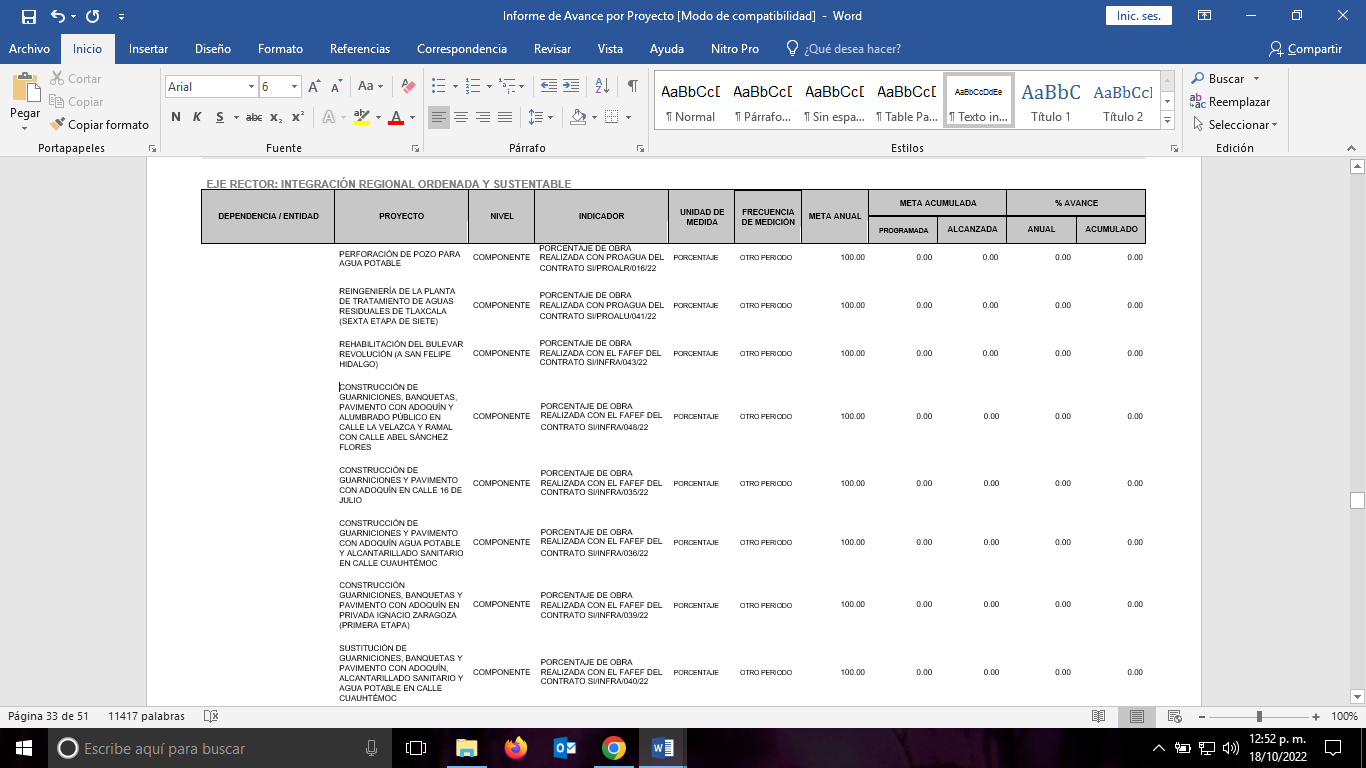 Informe de Avance por Proyecto [Modo de compatibilidad] - Word
Inic. ses.
Archivo Inicio Insertar Diseño Formato Referencias Correspondencia Revisar Vista Ayuda Nitro Pro ¿Qué desea hacer? Compartir
Pegar
Cortar
Copiar
Copiar formato
Portapapeles
Arial 6
N K S abc x₂ x²
Fuente
Párrafo
AaBbCcI AaBbCcI AaBbCcI AaBbCcI AaBbCcDdEe AaBbC AaBbCcI
¶ Normal ¶ Párrafo... ¶ Sin espa... ¶ Table Pa... ¶ Texto in... Título 1 Título 2
Estilos
Buscar
Reemplazar
Seleccionar
Edición
EJE RECTOR: INTEGRACIÓN REGIONAL ORDENADA Y SUSTENTABLE
DEPENDENCIA / ENTIDAD
PROYECTO
NIVEL
INDICADOR
UNIDAD DE
MEDIDA
FRECUENCIA
DE MEDICIÓN
META ANUAL
META ACUMULADA
PROGRAMADA
ALCANZADA
% AVANCE
ANUAL
ACUMULADO
PERFORACIÓN DE POZO PARA
AGUA POTABLE
COMPONENTE
PORCENTAJE DE OBRA
REALIZADA CON PROAGUA DEL
CONTRATO SI/PROALR/016/22
PORCENTAJE
OTRO PERIODO
100.00 0.00 0.00 0.00 0.00
REINGENIERÍA DE LA PLANTA
DE TRATAMIENTO DE AGUAS
RESIDUALES DE TLAXCALA
(SEXTA ETAPA DE SIETE)
COMPONENTE
PORCENTAJE DE OBRA
REALIZADA CON PROAGUA DEL
CONTRATO SI/PROALU/041/22
PORCENTAJE
OTRO PERIODO
100.00 0.00 0.00 0.00 0.00
REHABILITACIÓN DEL BULEVAR
REVOLUCIÓN (A SAN FELIPE
HIDALGO)
COMPONENTE
PORCENTAJE DE OBRA
REALIZADA CON EL FAFEF DEL
CONTRATO SI/INFRA/043/22
PORCENTAJE
OTRO PERIODO
100.00 0.00 0.00 0.00 0.00
CONSTRUCCIÓN DE
GUARNICIONES, BANQUETAS,
PAVIMENTO CON ADOQUÍN Y
ALUMBRADO PÚBLICO EN
CALLE LA VELAZCA Y RAMAL
CON CALLE ABEL SÁNCHEZ
FLORES
COMPONENTE
PORCENTAJE DE OBRA
REALIZADA CON EL FAFEF DEL
CONTRATO SI/INFRA/048/22
PORCENTAJE
OTRO PERIODO
100.00 0.00 0.00 0.00 0.00
CONSTRUCCIÓN DE
GUARNICIONES Y PAVIMENTO
CON ADOQUÍN EN CALLE 16 DE
JULIO
COMPONENTE
PORCENTAJE DE OBRA
REALIZADA CON EL FAFEF DEL
CONTRATO SI/INFRA/035/22
PORCENTAJE
OTRO PERIODO
100.00 0.00 0.00 0.00 0.00
CONSTRUCCIÓN DE
GUARNICIONES Y PAVIMENTO
CON ADOQUÍN AGUA POTABLE
Y ALCANTARILLADO SANITARIO
EN CALLE CUAUHTÉMOC
COMPONENTE
PORCENTAJE DE OBRA
REALIZADA CON EL FAFEF DEL
CONTRATO SI/INFRA/036/22
PORCENTAJE
OTRO PERIODO
100.00 0.00 0.00 0.00 0.00
CONSTRUCCIÓN
GUARNICIONES, BANQUETAS Y
PAVIMENTO CON ADOQUÍN EN
PRIVADA IGNACIO ZARAGOZA
(PRIMERA ETAPA)
COMPONENTE
PORCENTAJE DE OBRA
REALIZADA CON EL FAFEF DEL
CONTRATO SI/INFRA/039/22
PORCENTAJE
OTRO PERIODO
100.00 0.00 0.00 0.00 0.00
SUSTITUCIÓN DE
GUARNICIONES, BANQUETAS Y
PAVIMENTO CON ADOQUIN,
ALCANTARILLADO SANITARIO Y
AGUA POTABLE EN CALLE
CUAUHTÉMOC
COMPONENTE
PORCENTAJE DE OBRA
REALIZADA CON EL FAFEF DEL
CONTRATO SI/INFRA/040/22
PORCENTAJE
OTRO PERIODO
100.00 0.00 0.00 0.00 0.00
Página 33 de 51 11417 palabras
100%
Escribe aquí para buscar
12:52 p. m.
18/10/2022